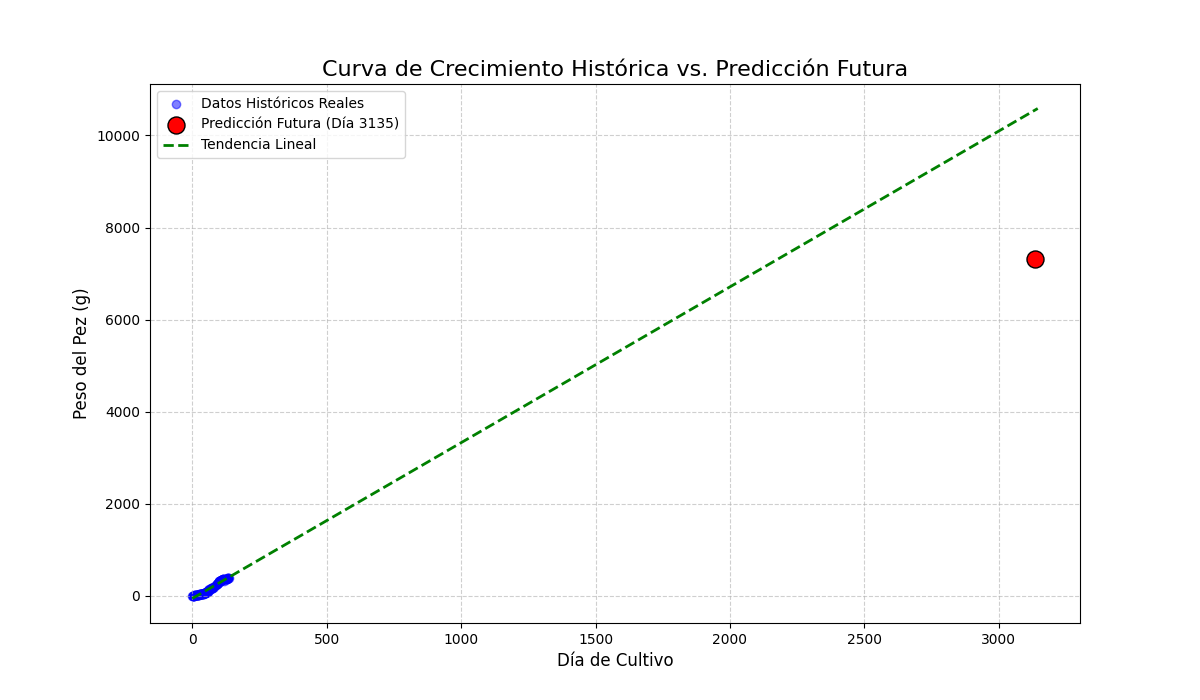 Curva de Crecimiento Histórica vs. Predicción Futura
Datos Históricos Reales
Predicción Futura (Día 3135)
Tendencia Lineal
Peso del Pez (g)
10000
8000
6000
4000
2000
0
0 500 1000 1500 2000 2500 3000
Día de Cultivo